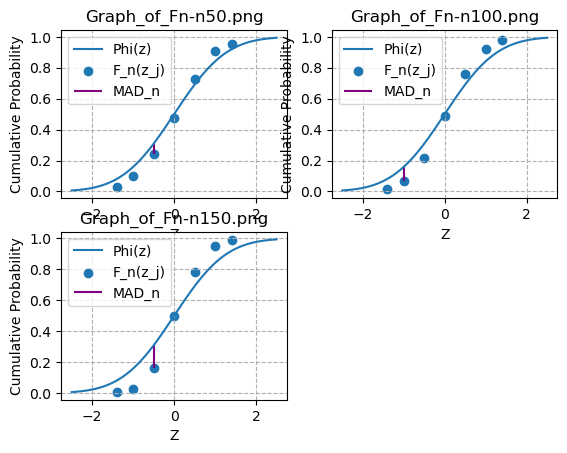 Graph_of_Fn-n50.png
Cumulative Probability
1.0
0.8
0.6
0.4
0.2
0.0
Phi(z)
F_n(z_j)
MAD_n
−2
0
2
Graph_of_Fn-n100.png
Cumulative Probability
1.0
0.8
0.6
0.4
0.2
0.0
Phi(z)
F_n(z_j)
MAD_n
−2
0
2
Z
Graph_of_Fn-n150.png
Cumulative Probability
1.0
0.8
0.6
0.4
0.2
0.0
Phi(z)
F_n(z_j)
MAD_n
−2
0
2
Z